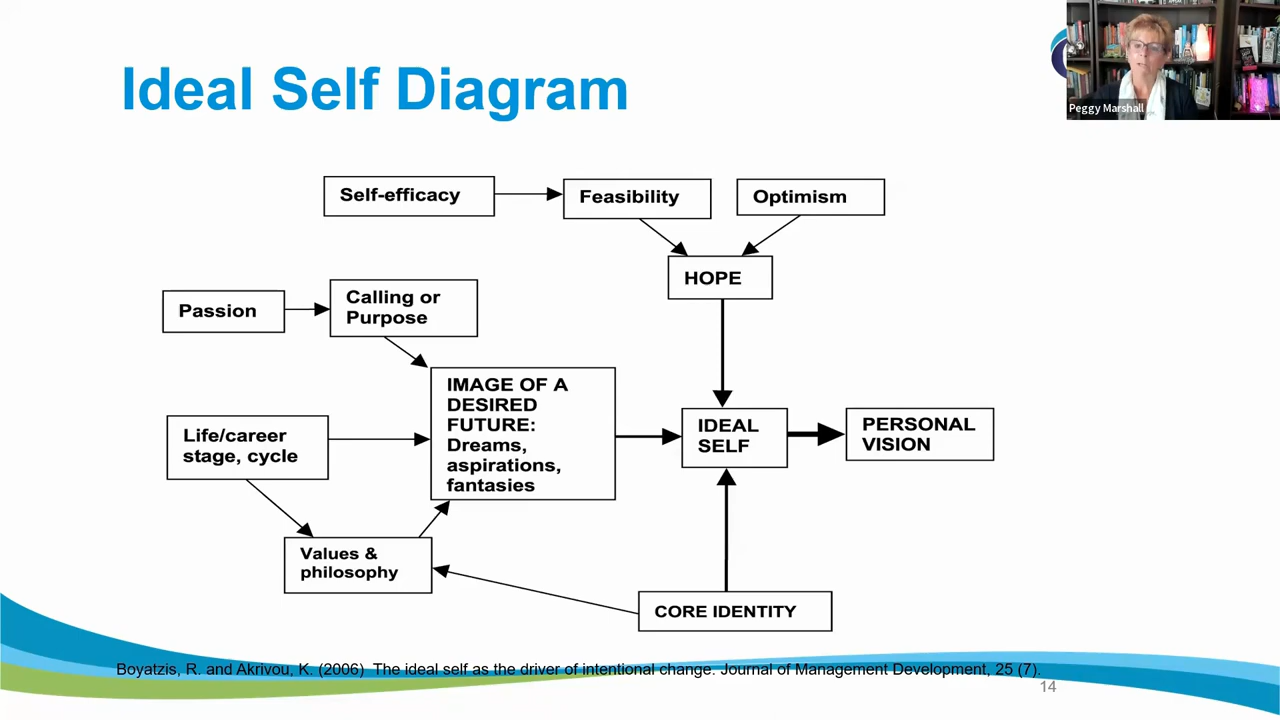 Ideal Self Diagram
Peggy Marshall
Self-efficacy
Feasibility
Optimism
HOPE
Passion
Calling or
Purpose
IMAGE OF A
DESIRED
FUTURE:
Dreams,
aspirations,
fantasies
Life/career
stage, cycle
IDEAL
SELF
PERSONAL
VISION
Values &
philosophy
CORE IDENTITY
Boyatzis, R. and Akrivou, K. (2006) The ideal self as the driver of intentional change. Journal of Management Development, 25 (7).
14